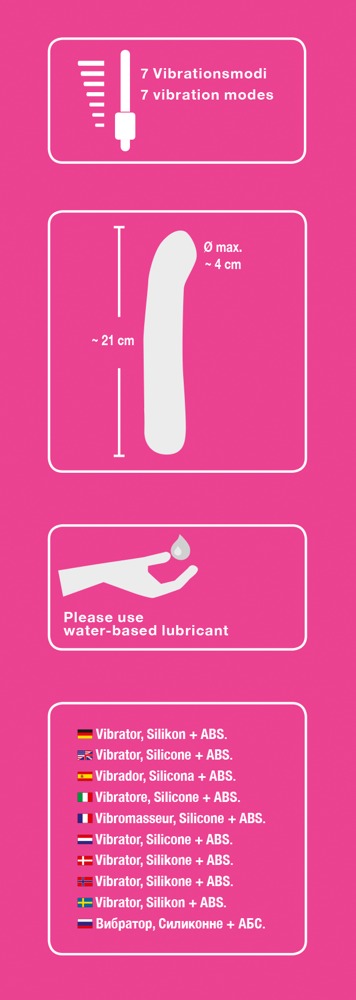 7 Vibrationsmodi
7 vibration modes
Ø max.
~ 4 cm
~ 21 cm
Please use
water-based lubricant
Vibrator, Silikon + ABS.
Vibrator, Silicone + ABS.
Vibrador, Silicona + ABS.
Vibratore, Silicone + ABS.
Vibromasseur, Silicone + ABS.
Vibrator, Silicone + ABS.
Vibrator, Silikone + ABS.
Vibrator, Silikone + ABS.
Vibrator, Silikon + ABS.
Вибратор, Силиконне + АБС.